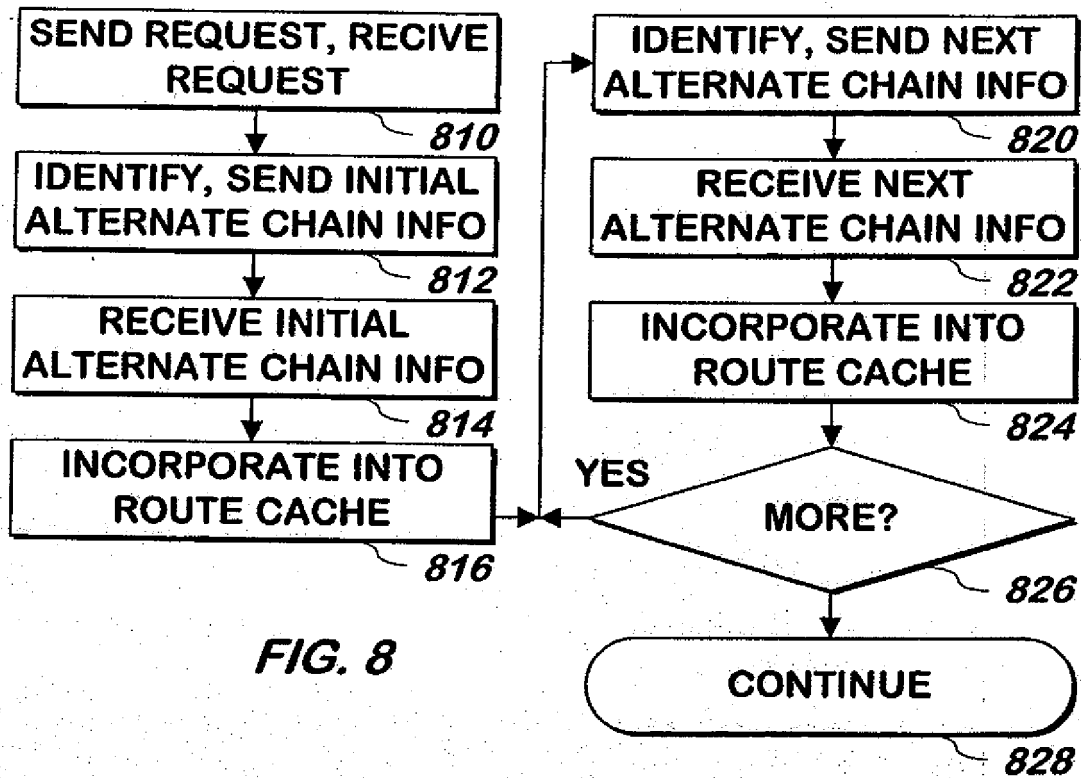 SEND REQUEST, RECIVE
REQUEST
810
IDENTIFY, SEND INITIAL
ALTERNATE CHAIN INFO
812
RECEIVE INITIAL
ALTERNATE CHAIN INFO
814
INCORPORATE INTO
ROUTE CACHE
816
IDENTIFY, SEND NEXT
ALTERNATE CHAIN INFO
820
RECEIVE NEXT
ALTERNATE CHAIN INFO
822
INCORPORATE INTO
ROUTE CACHE
824
YES
MORE?
826
CONTINUE
828
FIG. 8